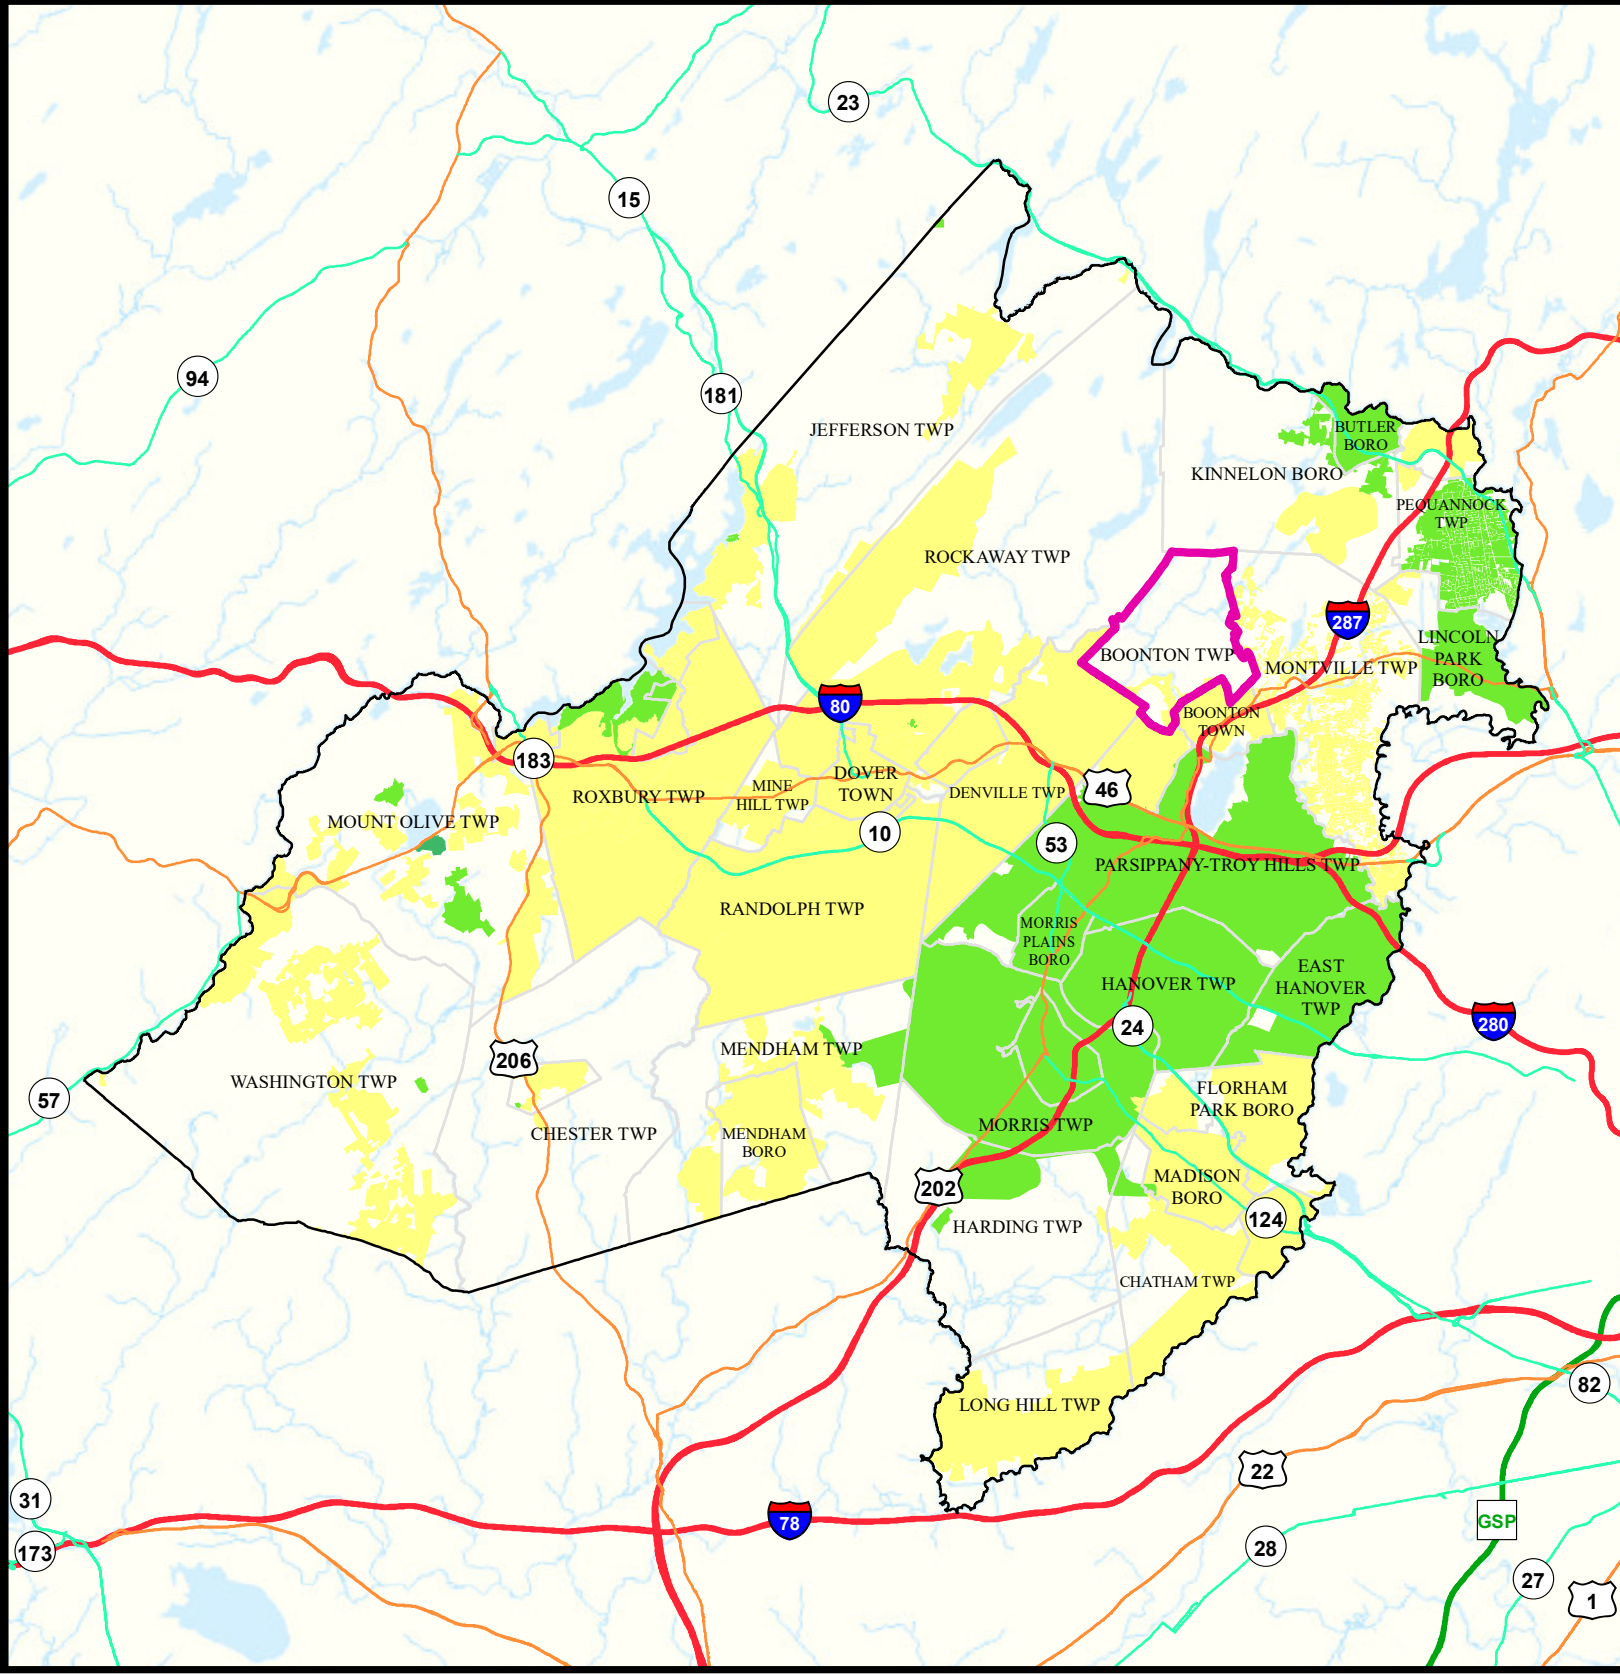 23
15
94
181
JEFFERSON TWP
BUTLER
BORO
KINNELON BORO
PEQUANNOCK
TWP
ROCKAWAY TWP
287
LINCOLN
PARK
BORO
BOONTON TWP
MONTVILLE TWP
80
BOONTON
TOWN
183
DOVER
TOWN
MINE
HILL TWP
ROXBURY TWP
DENVILLE TWP
46
MOUNT OLIVE TWP
10
53
PARSIPPANY-TROY HILLS TWP
RANDOLPH TWP
MORRIS
PLAINS
BORO
HANOVER TWP
EAST
HANOVER
TWP
24
280
206
MENDHAM TWP
WASHINGTON TWP
57
FLORHAM
PARK BORO
CHESTER TWP
MENDHAM
BORO
MORRIS TWP
MADISON
BORO
202
HARDING TWP
124
CHATHAM TWP
82
LONG HILL TWP
22
31
78
GSP
173
28
27
1